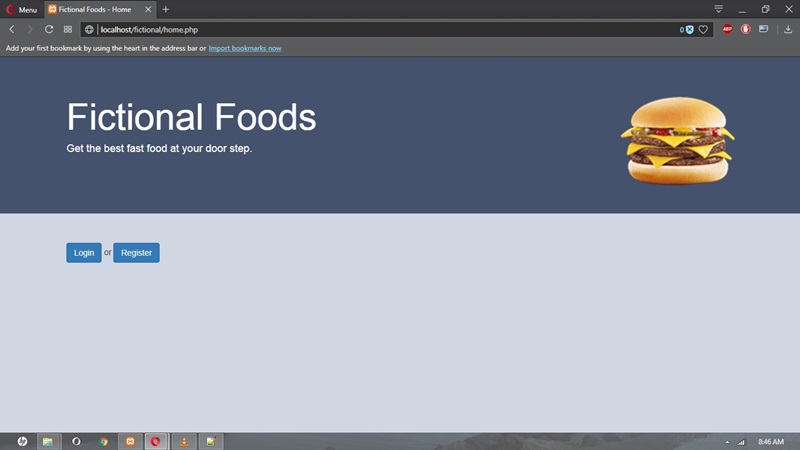 Menu
Fictional Foods - Home
localhost/fictional/home.php
0
ABP
Add your first bookmark by using the heart in the address bar or Import bookmarks now
Fictional Foods
Get the best fast food at your door step.
Login or Register
hp
8:46 AM